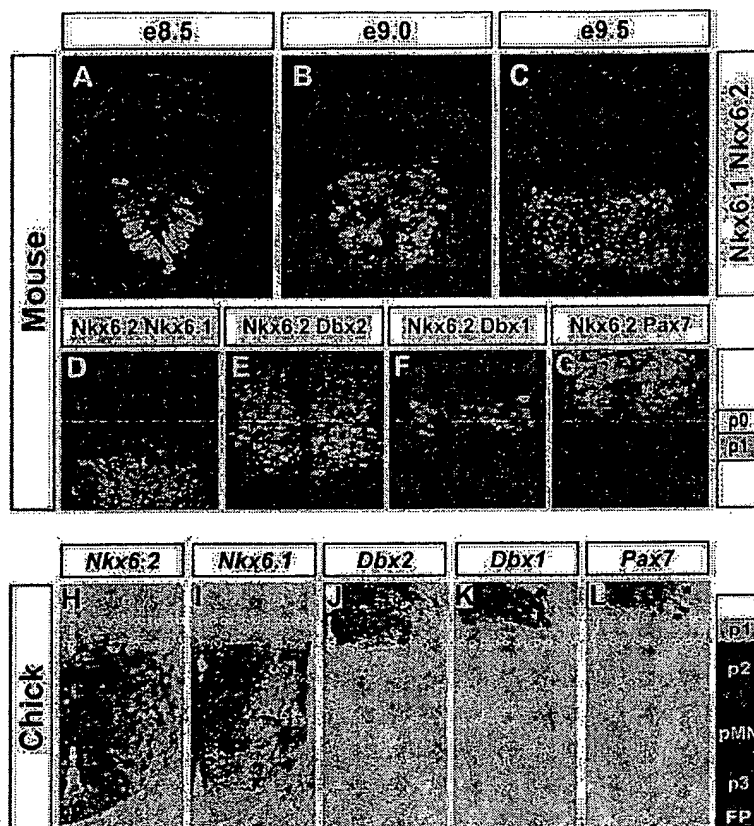 e8.5 e9.0 e9.5
Mouse
A B C
Nkx6.1 Nkx6.2
Nkx6.2 Nkx6.1 Nkx6.2 Dbx2 Nkx6.2 Dbx1 Nkx6.2 Pax7
D E F G
p0
p1
Chick
Nkx6.2 Nkx6.1 Dbx2 Dbx1 Pax7
H I J K L
p1
p2
pMN
p3
FP